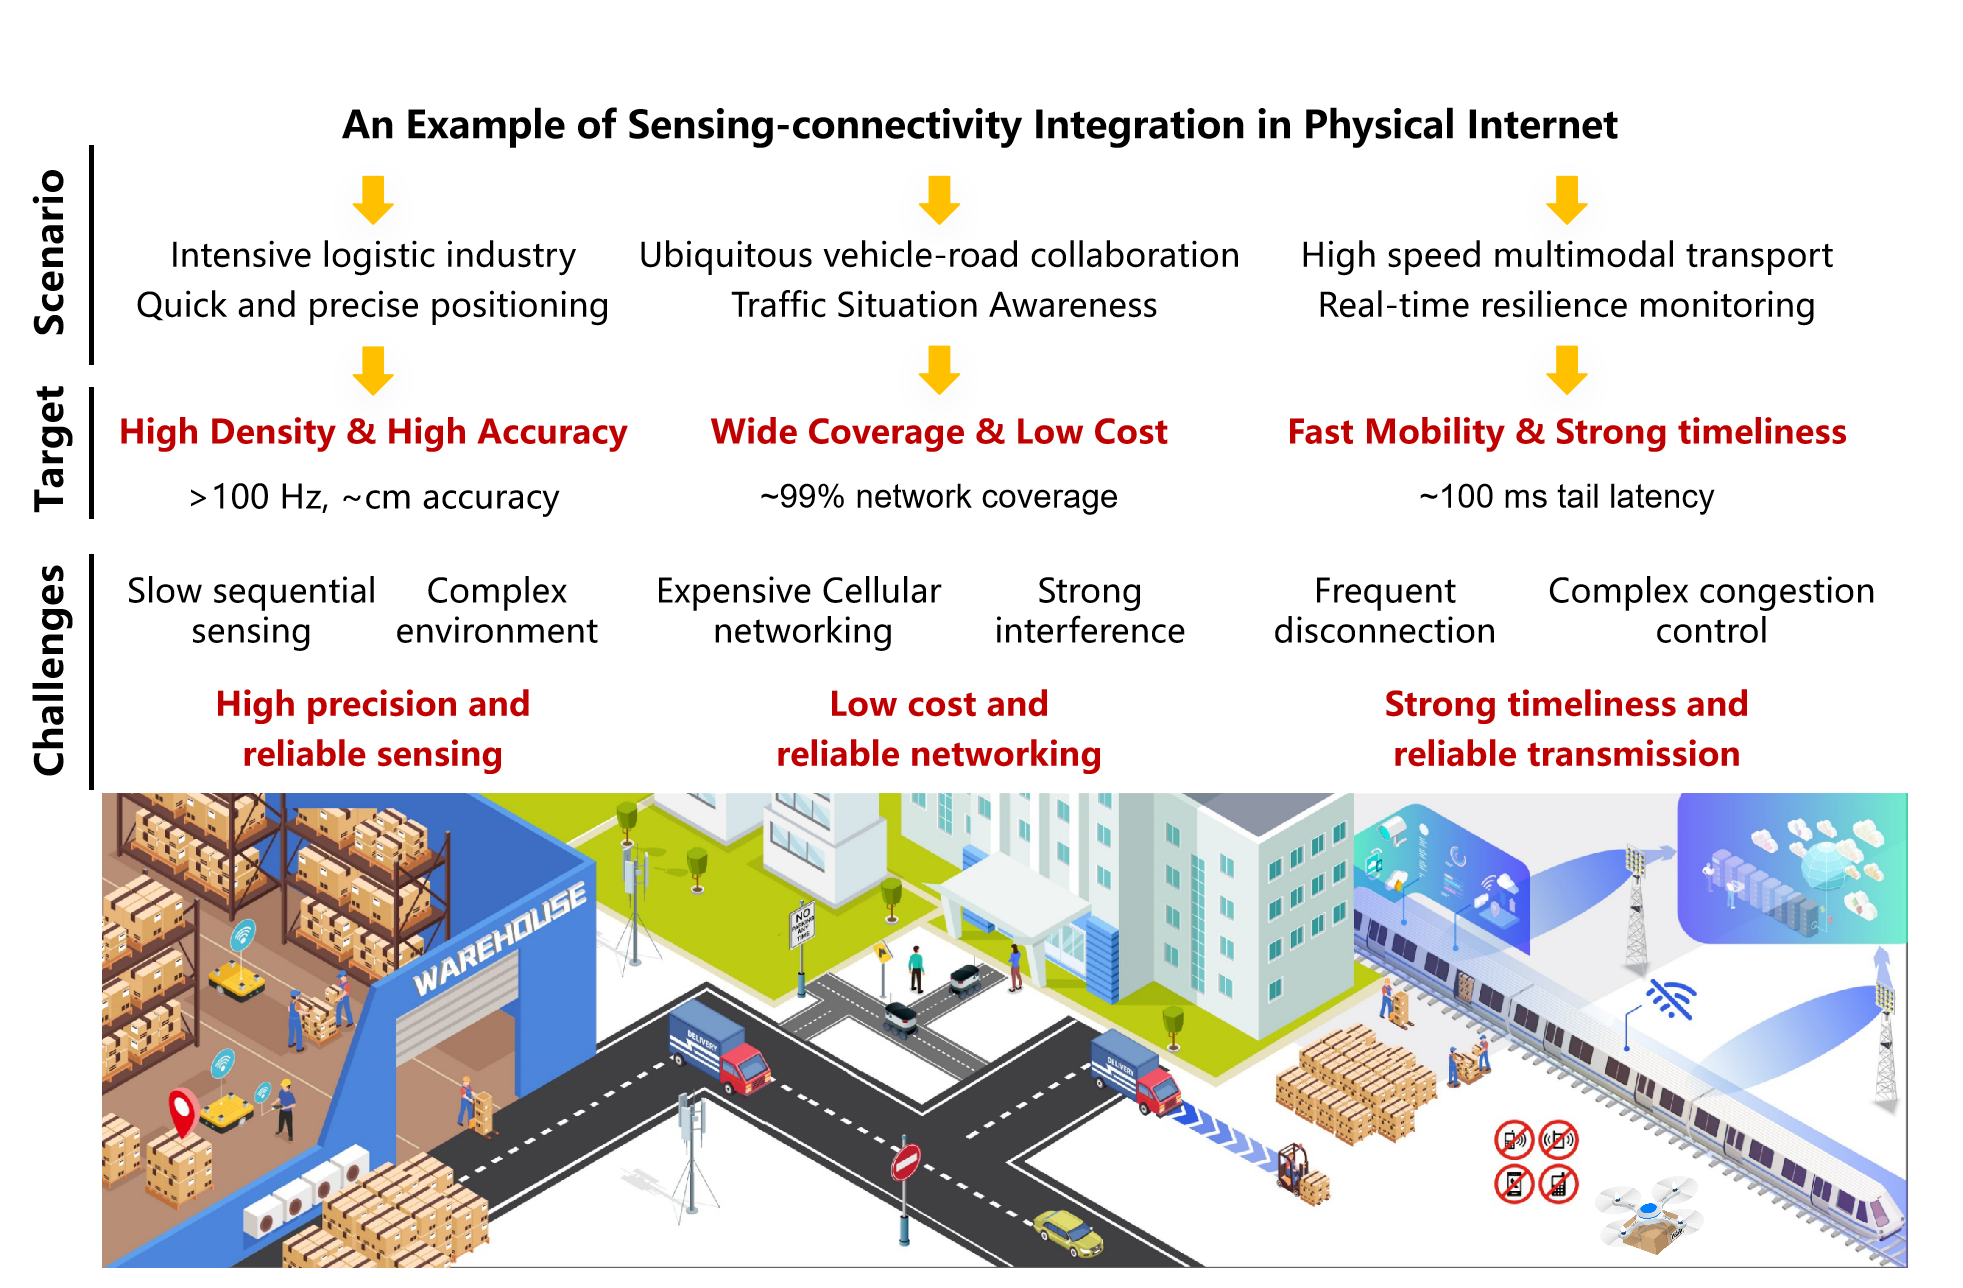 An Example of Sensing-connectivity Integration in Physical Internet
Scenario
Intensive logistic industry
Quick and precise positioning
Ubiquitous vehicle-road collaboration
Traffic Situation Awareness
High speed multimodal transport
Real-time resilience monitoring
Target
High Density & High Accuracy
>100 Hz, ~cm accuracy
Wide Coverage & Low Cost
~99% network coverage
Fast Mobility & Strong timeliness
~100 ms tail latency
Challenges
Slow sequential
sensing
Complex
environment
Expensive Cellular
networking
Strong
interference
Frequent
disconnection
Complex congestion
control
High precision and
reliable sensing
Low cost and
reliable networking
Strong timeliness and
reliable transmission
WAREHOUSE
NO
PARKING
ANY
TIME
DELIVERY
DELIVERY